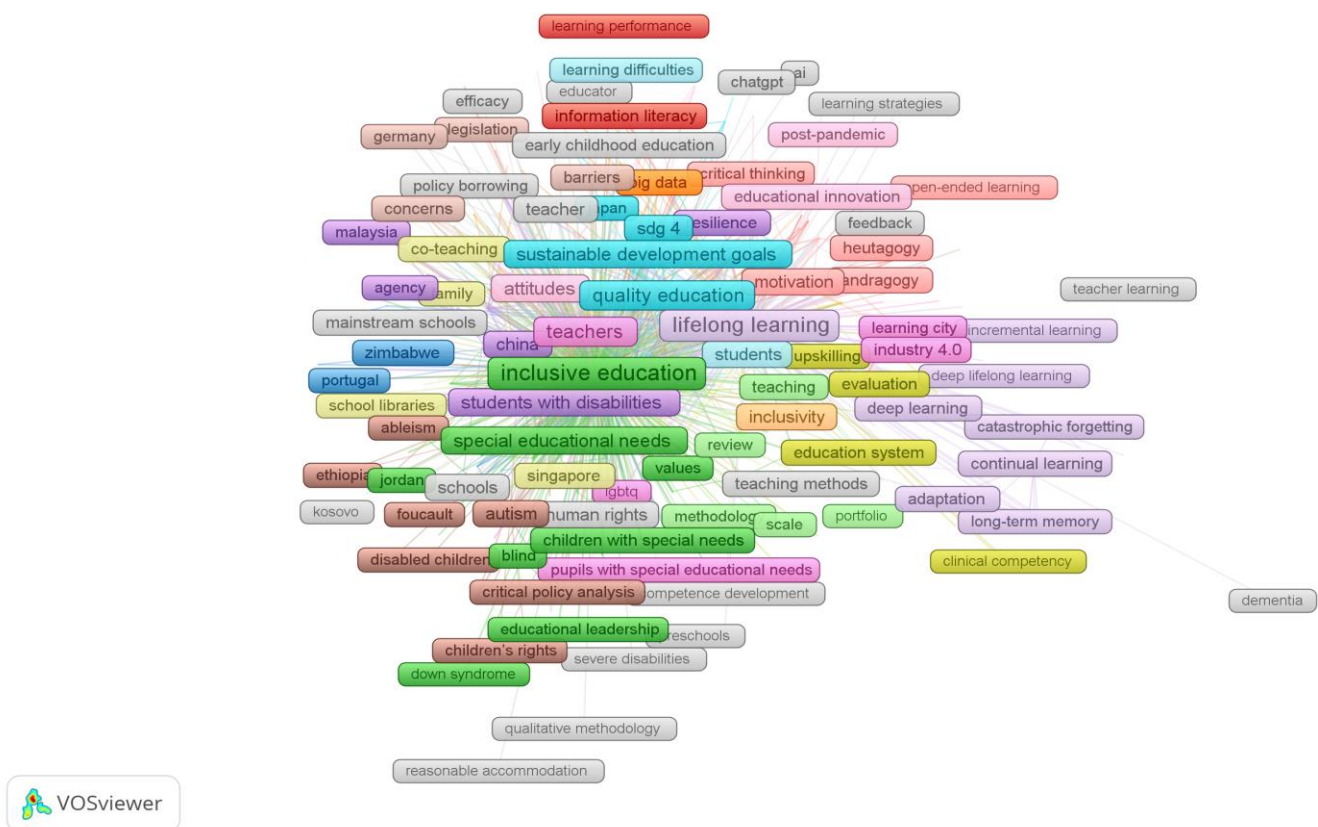 learning performance
learning difficulties
chatgpt
ai
educator
efficacy
learning strategies
information literacy
germany
legislation
early childhood education
post-pandemic
barriers
big data
critical thinking
policy borrowing
educational innovation
pen-ended learning
concerns
teacher
apan
malaysia
sdg 4
esilience
feedback
co-teaching
sustainable development goals
heutagogy
agency
family
attitudes
quality education
motivation
andragogy
teacher learning
mainstream schools
teachers
lifelong learning
learning city
incremental learning
zimbabwe
china
students
upskilling
industry 4.0
inclusive education
portugal
teaching
evaluation
deep lifelong learning
school libraries
students with disabilities
inclusivity
deep learning
ableism
catastrophic forgetting
special educational needs
review
education system
values
continual learning
ethiopia
jordan
schools
singapore
lgbtq
teaching methods
adaptation
kosovo
foucault
autism
human rights
methodology
scale
portfolio
long-term memory
children with special needs
disabled children
blind
pupils with special educational needs
clinical competency
critical policy analysis
competence development
dementia
educational leadership
preschools
children's rights
severe disabilities
down syndrome
qualitative methodology
reasonable accommodation
VOSviewer